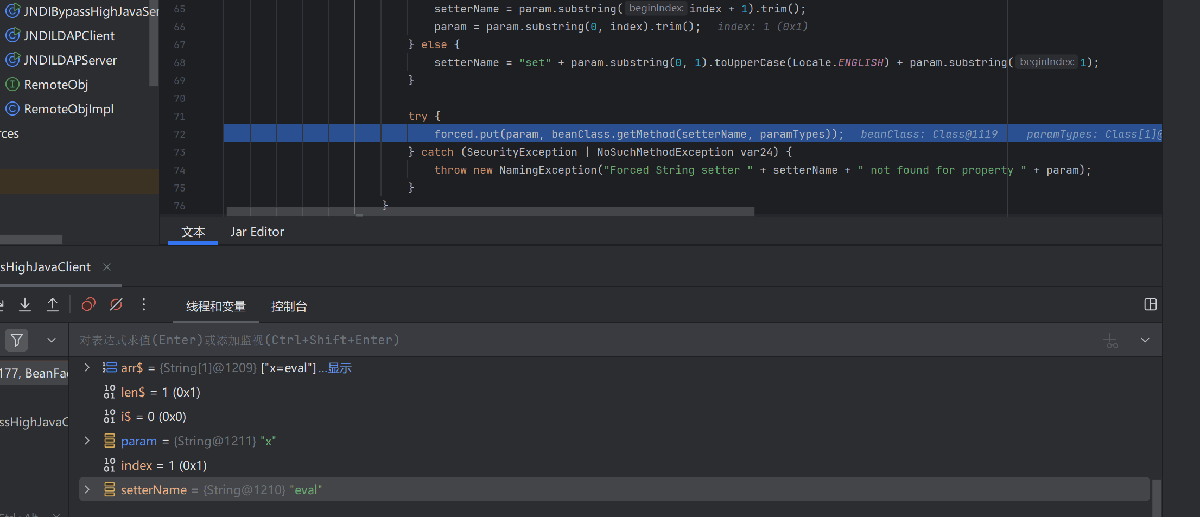 JNDIBypassHighJavaSer
JNDILDAPClient
JNDILDAPServer
RemoteObj
RemoteObjImpl
rces
65 setterName = param.substring( beginIndex: index + 1).trim();
66 param = param.substring(0, index).trim(); index: 1 (0x1)
67 } else {
68 setterName = "set" + param.substring(0, 1).toUpperCase(Locale.ENGLISH) + param.substring( beginIndex: 1);
69 }
70
71 try {
72 forced.put(param, beanClass.getMethod(setterName, paramTypes)); beanClass: Class@1119 paramTypes: Class[1]@
73 } catch (SecurityException | NoSuchMethodException var24) {
74 throw new NamingException("Forced String setter " + setterName + " not found for property " + param);
75 }
76 }
文本 Jar Editor
sHighJavaClient
线程和变量 控制台
对表达式求值(Enter)或添加监视(Ctrl+Shift+Enter)
177, BeanFac
ssHighJavaC
arr$ = {String[1]@1209} ["x=eval"]...显示
len$ = 1 (0x1)
i$ = 0 (0x0)
param = {String@1211} "x"
index = 1 (0x1)
setterName = {String@1210} "eval"